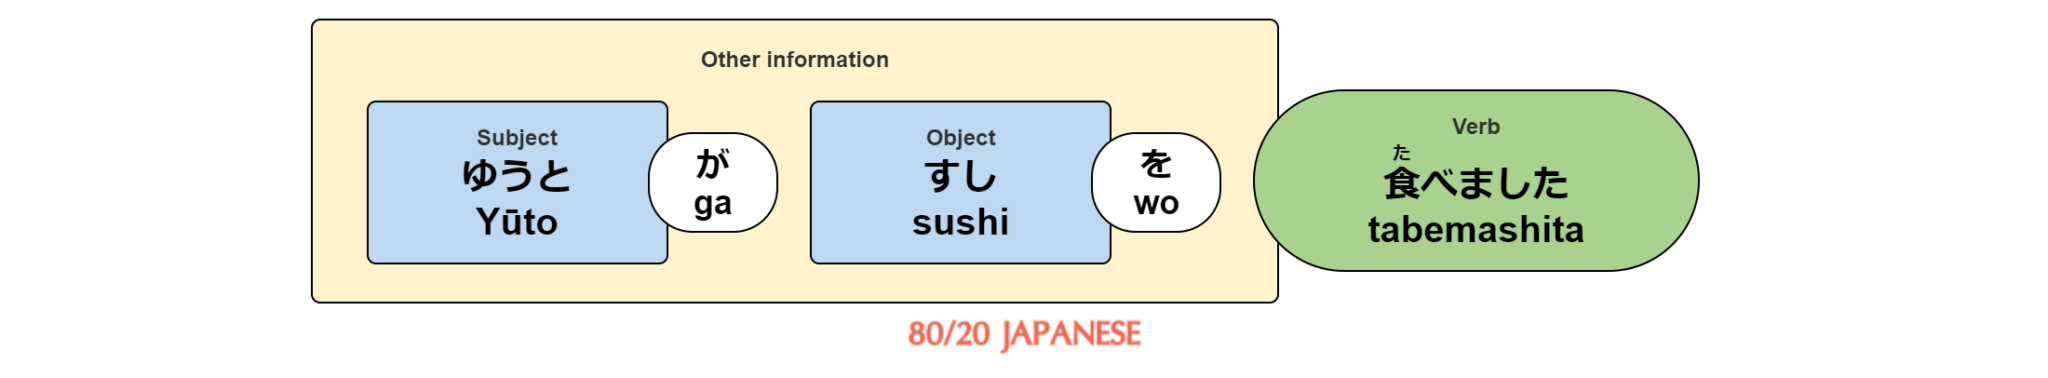 Other information
Subject
ゆうと
Yūto
が
ga
Object
すし
sushi
を
wo
Verb
た
食べました
tabemashita
80/20 JAPANESE